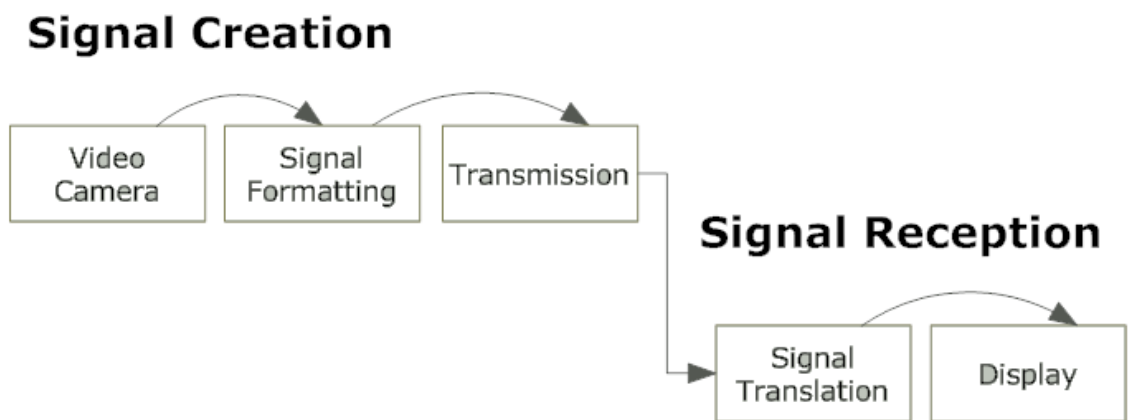 Signal Creation
Video
Camera
Signal
Formatting
Transmission
Signal Reception
Signal
Translation
Display